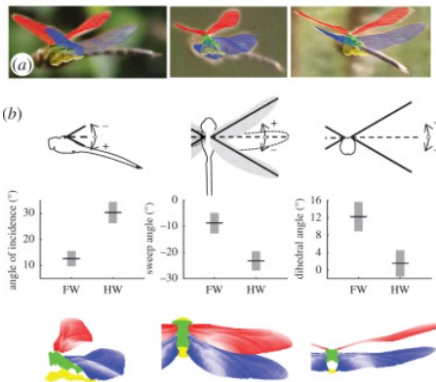 (a)
(b)
−
+
+
−
+
−
angle of incidence (°)
30
20
10
FW HW
sweep angle (°)
0
−10
−20
−30
FW HW
dihedral angle (°)
16
12
8
4
0
FW HW